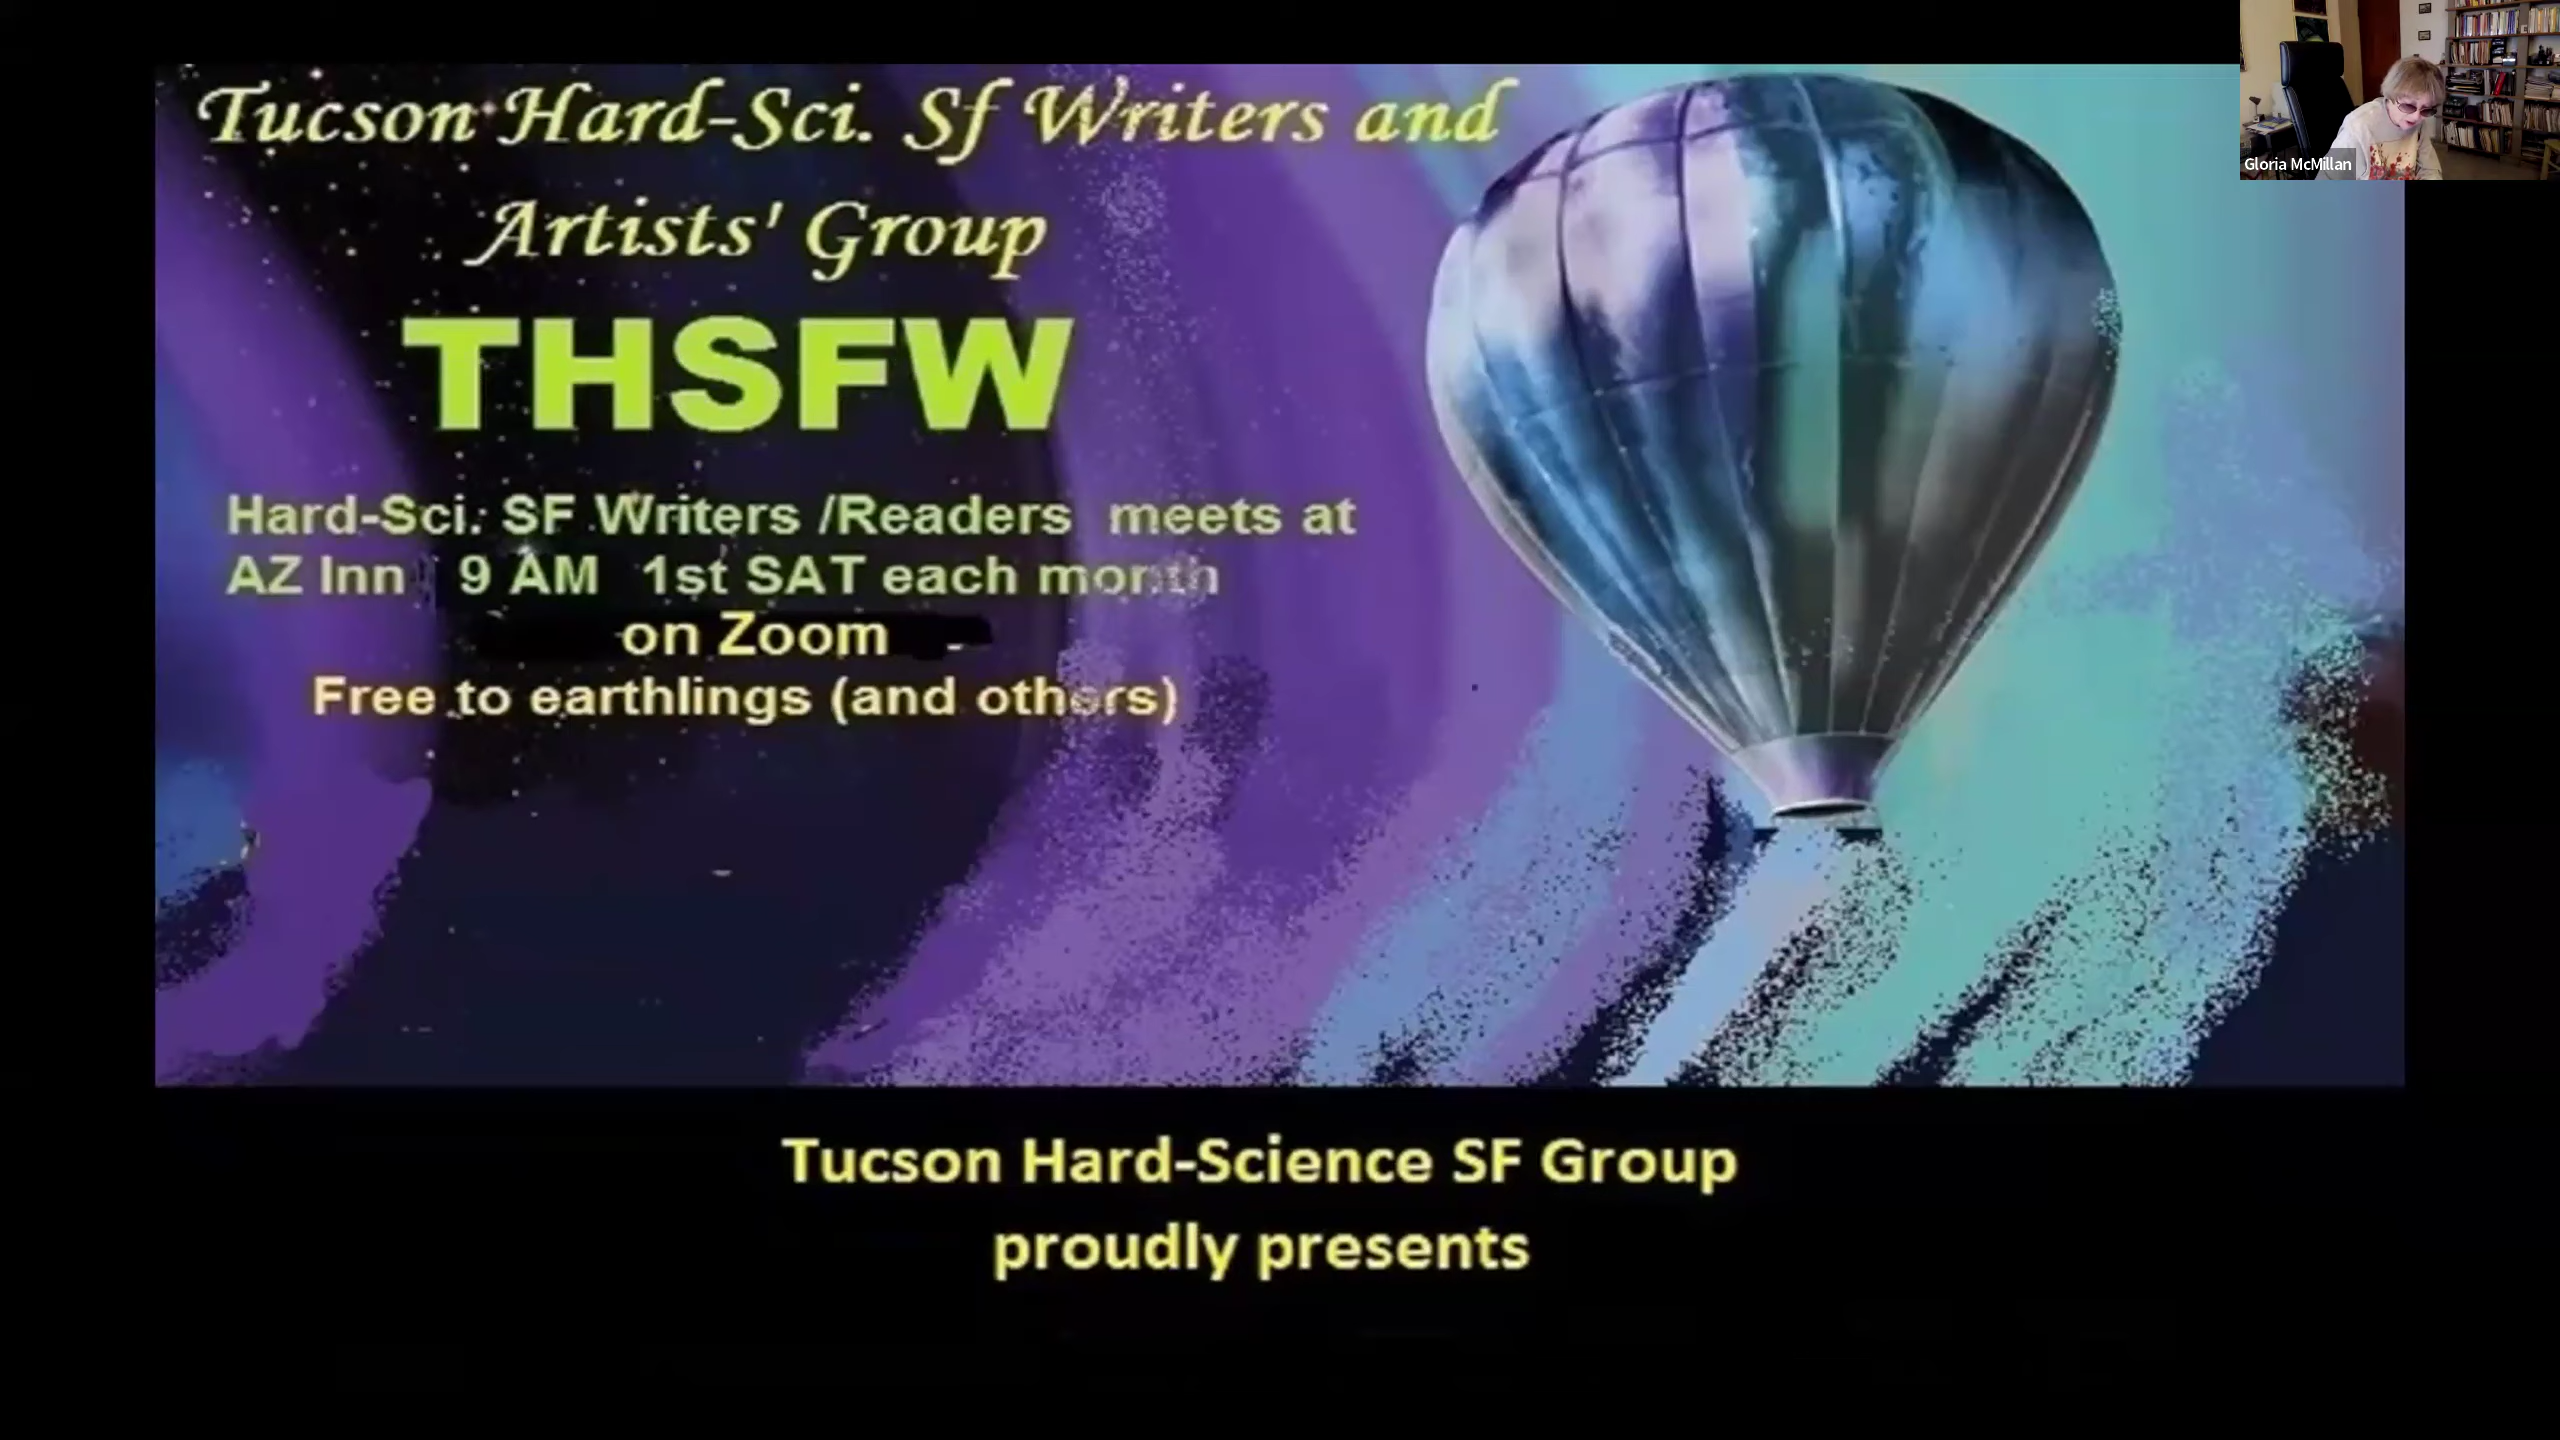 Tucson Hard-Sci. Sf Writers and
Artists' Group
THSFW
Hard-Sci. SF Writers /Readers meets at
AZ Inn 9 AM 1st SAT each month
on Zoom
Free to earthlings (and others)
Gloria McMillan
Tucson Hard-Science SF Group
proudly presents